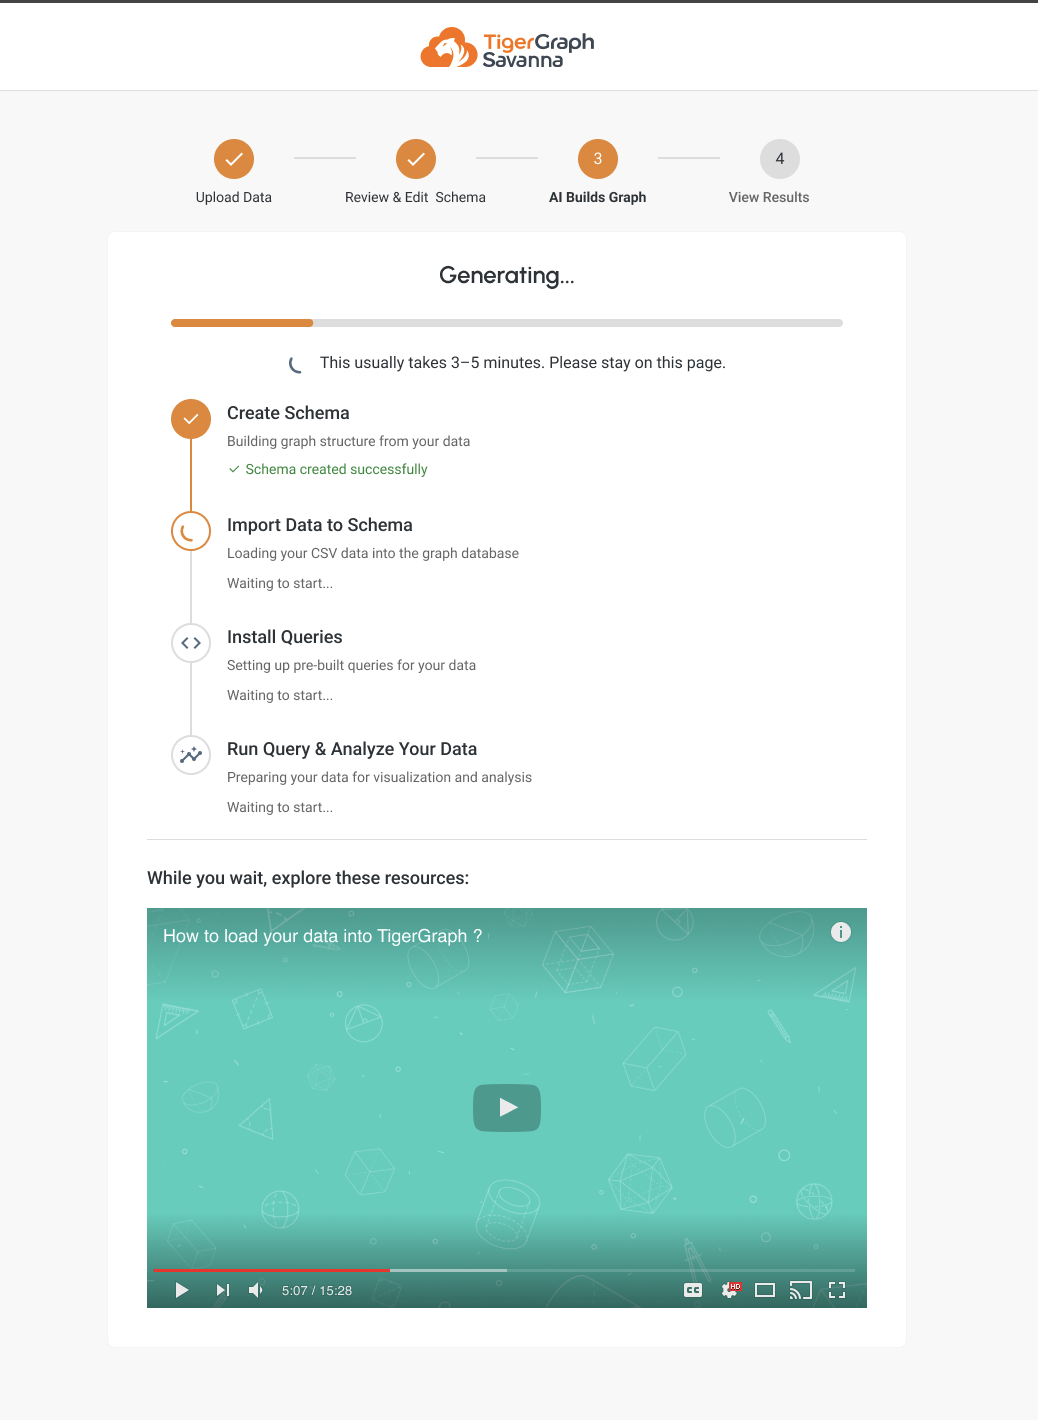 TigerGraph
Savanna
3
4
Upload Data
Review & Edit  Schema
AI Builds Graph
View Results
Generating...
This usually takes 3–5 minutes. Please stay on this page.
Create Schema
Building graph structure from your data
Schema created successfully
Import Data to Schema
Loading your CSV data into the graph database
Waiting to start...
Install Queries
Setting up pre-built queries for your data
Waiting to start...
Run Query & Analyze Your Data
Preparing your data for visualization and analysis
Waiting to start...
While you wait, explore these resources:
How to load your data into TigerGraph ?
5:07 / 15:28
CC
HD